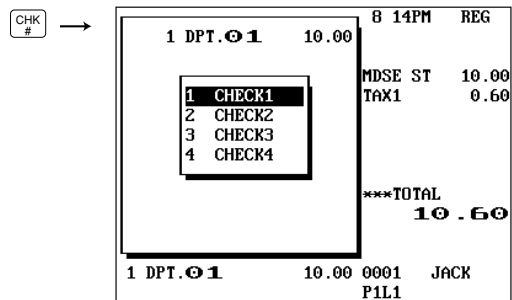 CHK
#
8 14PM REG
1 DPT.01 10.00
MDSE ST 10.00
TAX1 0.60
1 CHECK1
2 CHECK2
3 CHECK3
4 CHECK4
***TOTAL
10.60
1 DPT.01 10.00
0001 JACK
P1L1